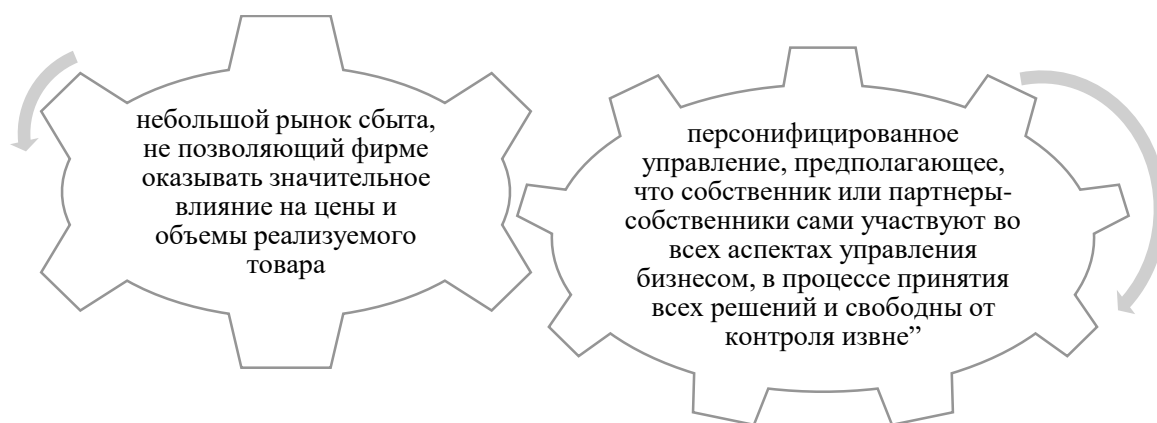 небольшой рынок сбыта,
не позволяющий фирме
оказывать значительное
влияние на цены и
объемы реализуемого
товара
персонифицированное
управление, предполагающее,
что собственник или партнеры-
собственники сами участвуют во
всех аспектах управления
бизнесом, в процессе принятия
всех решений и свободны от
контроля извне”